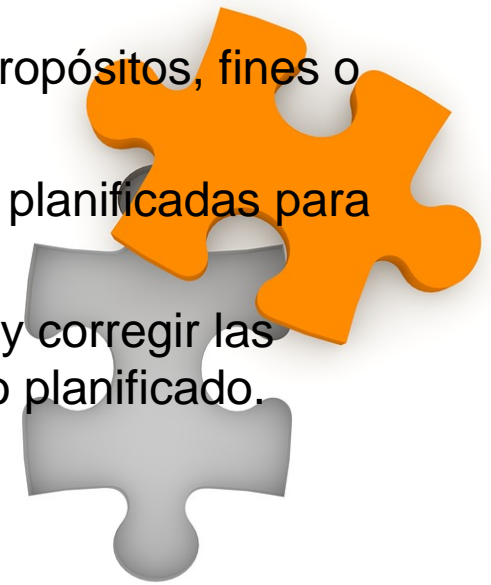 ropósitos, fines o
planificadas para
y corregir las
o planificado.